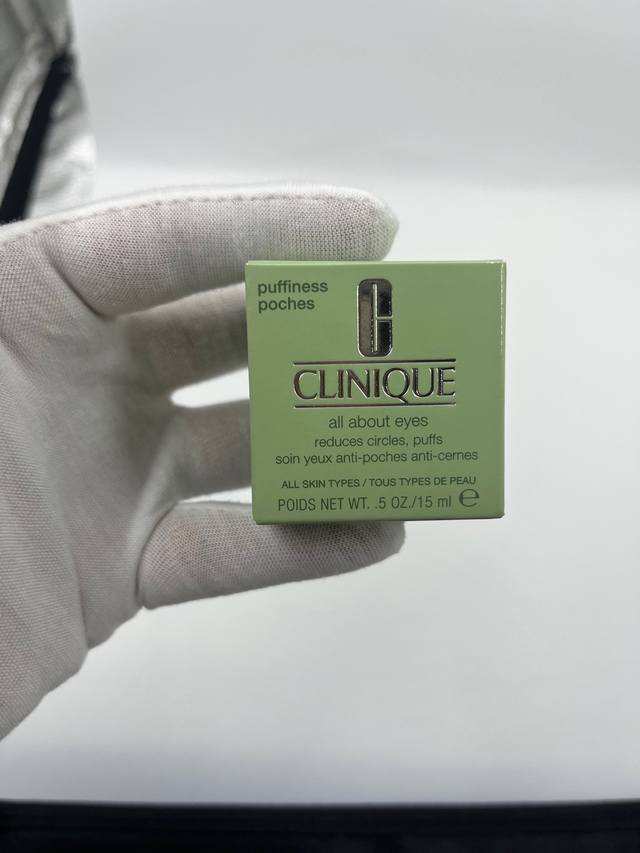 puffiness
poches
C
CLINIQUE
all about eyes
reduces circles, puffs
soin yeux anti-poches anti-cernes
ALL SKIN TYPES / TOUS TYPES DE PEAU
POIDS NET WT. .5 OZ./15 ml ℮